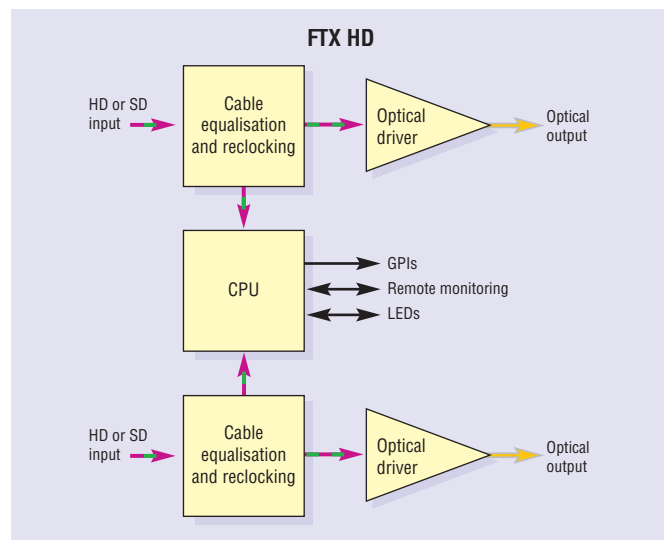 FTX HD
HD or SD
input
Cable
equalisation
and reclocking
Optical
driver
Optical
output
CPU
GPIs
Remote monitoring
LEDs
HD or SD
input
Cable
equalisation
and reclocking
Optical
driver
Optical
output